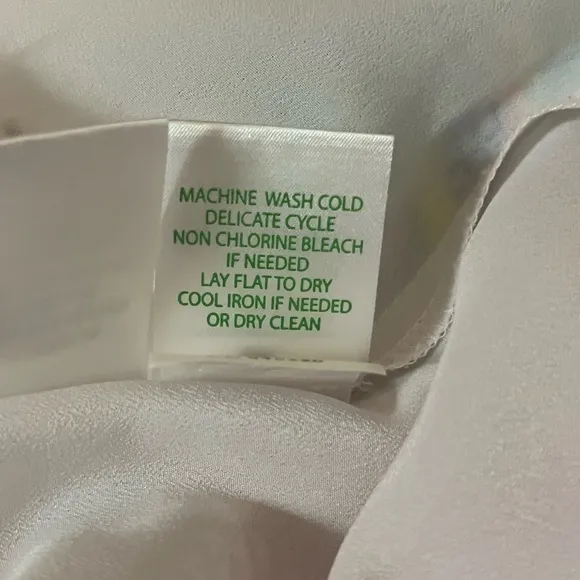 MACHINE WASH COLD
DELICATE CYCLE
NON CHLORINE BLEACH
IF NEEDED
LAY FLAT TO DRY
COOL IRON IF NEEDED
OR DRY CLEAN